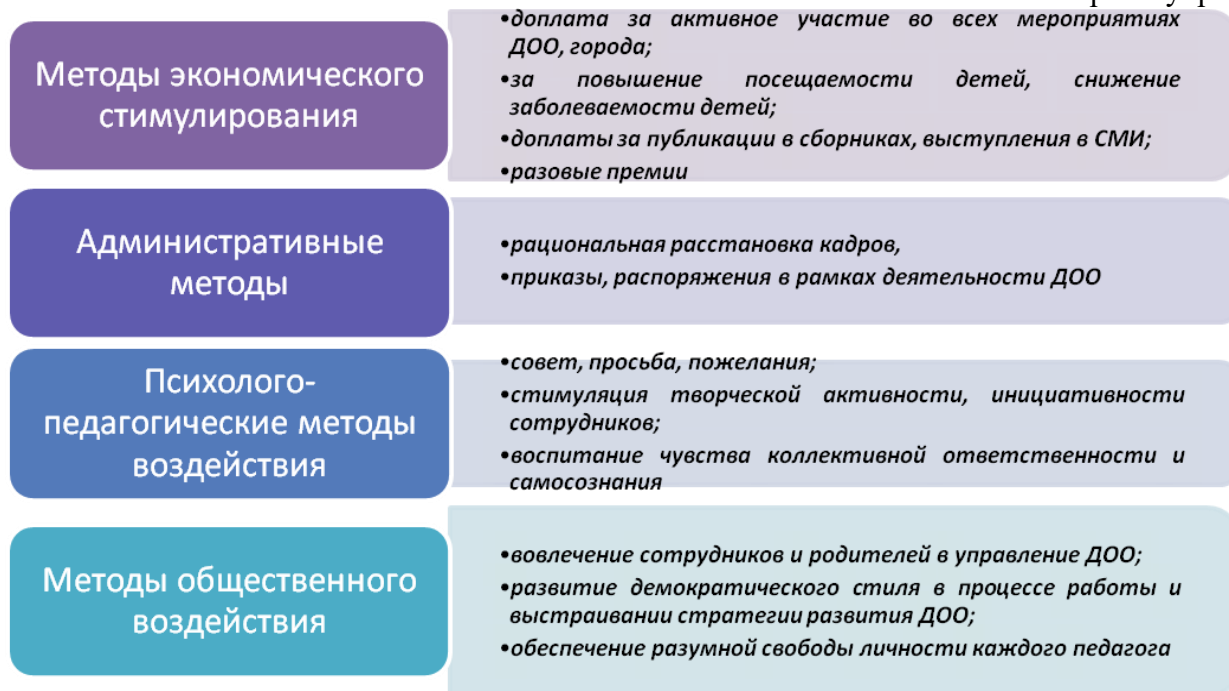 Методы экономического
стимулирования
•доплата за активное участие во всех мероприятиях
ДОО, города;
•за повышение посещаемости детей, снижение
заболеваемости детей;
•доплаты за публикации в сборниках, выступления в СМИ;
•разовые премии
Административные
методы
•рациональная расстановка кадров,
•приказы, распоряжения в рамках деятельности ДОО
Психолого-
педагогические методы
воздействия
•совет, просьба, пожелания;
•стимуляция творческой активности, инициативности
сотрудников;
•воспитание чувства коллективной ответственности и
самосознания
Методы общественного
воздействия
•вовлечение сотрудников и родителей в управление ДОО;
•развитие демократического стиля в процессе работы и
выстраивании стратегии развития ДОО;
•обеспечение разумной свободы личности каждого педагога